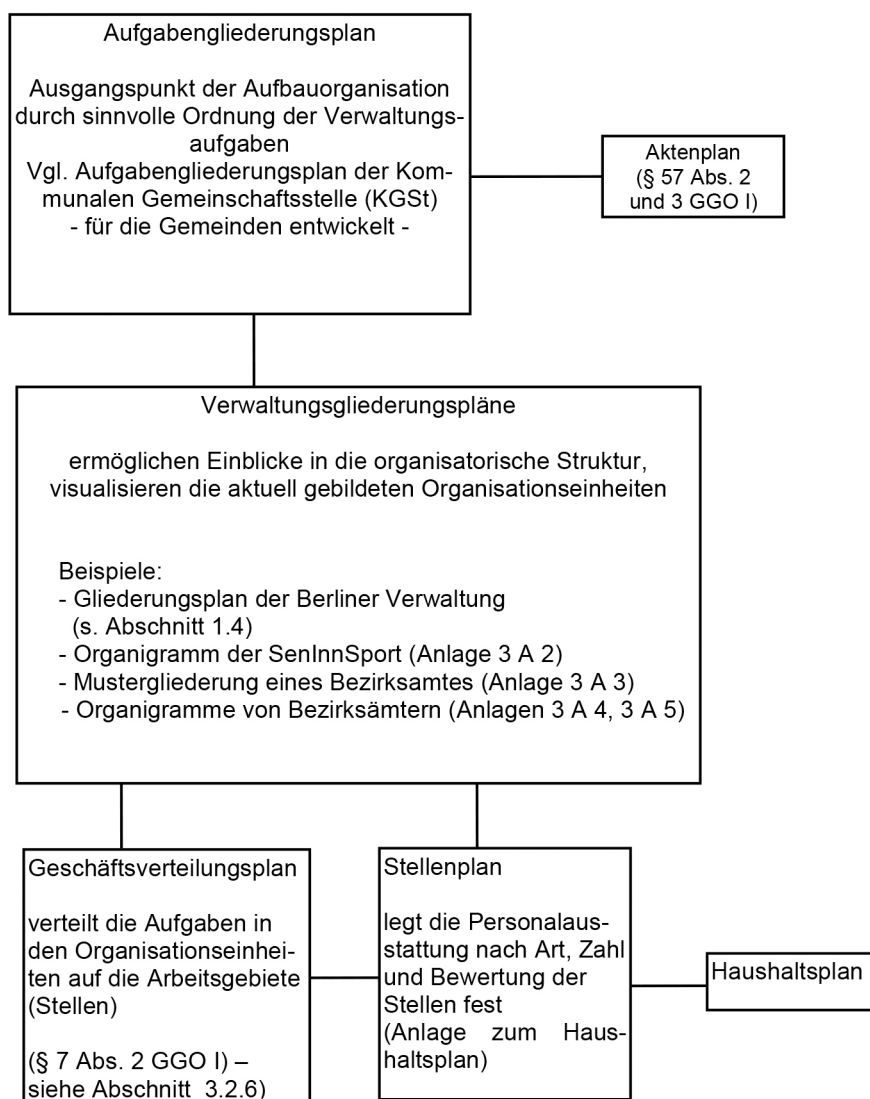 Aufgabengliederungsplan
Ausgangspunkt der Aufbauorganisation
durch sinnvolle Ordnung der Verwaltungs-
aufgaben
Vgl. Aufgabengliederungsplan der Kom-
munalen Gemeinschaftsstelle (KGSt)
- für die Gemeinden entwickelt -
Aktenplan
(§ 57 Abs. 2
und 3 GGO I)
Verwaltungsgliederungspläne
ermöglichen Einblicke in die organisatorische Struktur,
visualisieren die aktuell gebildeten Organisationseinheiten
Beispiele:
- Gliederungsplan der Berliner Verwaltung
(s. Abschnitt 1.4)
- Organigramm der SenInnSport (Anlage 3 A 2)
- Mustergliederung eines Bezirksamtes (Anlage 3 A 3)
- Organigramme von Bezirksämtern (Anlagen 3 A 4, 3 A 5)
Geschäftsverteilungsplan
verteilt die Aufgaben in
den Organisationseinhei-
ten auf die Arbeitsgebiete
(Stellen)
(§ 7 Abs. 2 GGO I) –
siehe Abschnitt 3.2.6)
Stellenplan
legt die Personalaus-
stattung nach Art, Zahl
und Bewertung der
Stellen fest
(Anlage zum Haus-
haltsplan)
Haushaltsplan